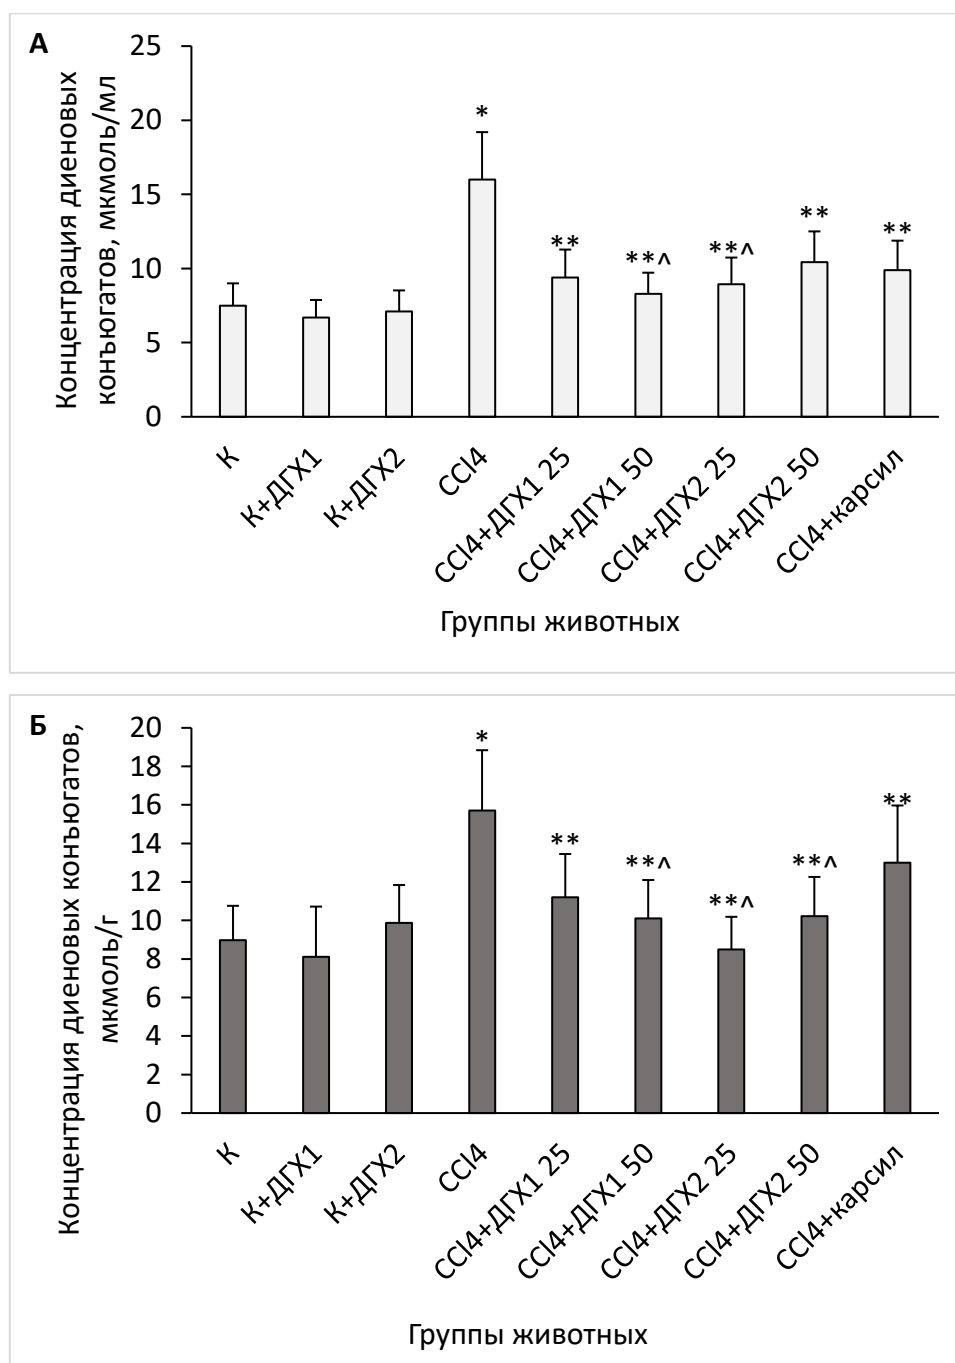 А
Концентрация диеновых
конъюгатов, мкмоль/мл
25
20
15
10
5
0
*
**
**^
**^
**
**
К
К+ДГХ1
К+ДГХ2
CCl4
CCl4+ДГХ1 25
CCl4+ДГХ1 50
CCl4+ДГХ2 25
CCl4+ДГХ2 50
CCl4+карсил
Группы животных
Б
Концентрация диеновых конъюгатов,
мкмоль/г
20
18
16
14
12
10
8
6
4
2
0
*
**
**^
**^
**^
**
К
К+ДГХ1
К+ДГХ2
CCl4
CCl4+ДГХ1 25
CCl4+ДГХ1 50
CCl4+ДГХ2 25
CCl4+ДГХ2 50
CCl4+карсил
Группы животных